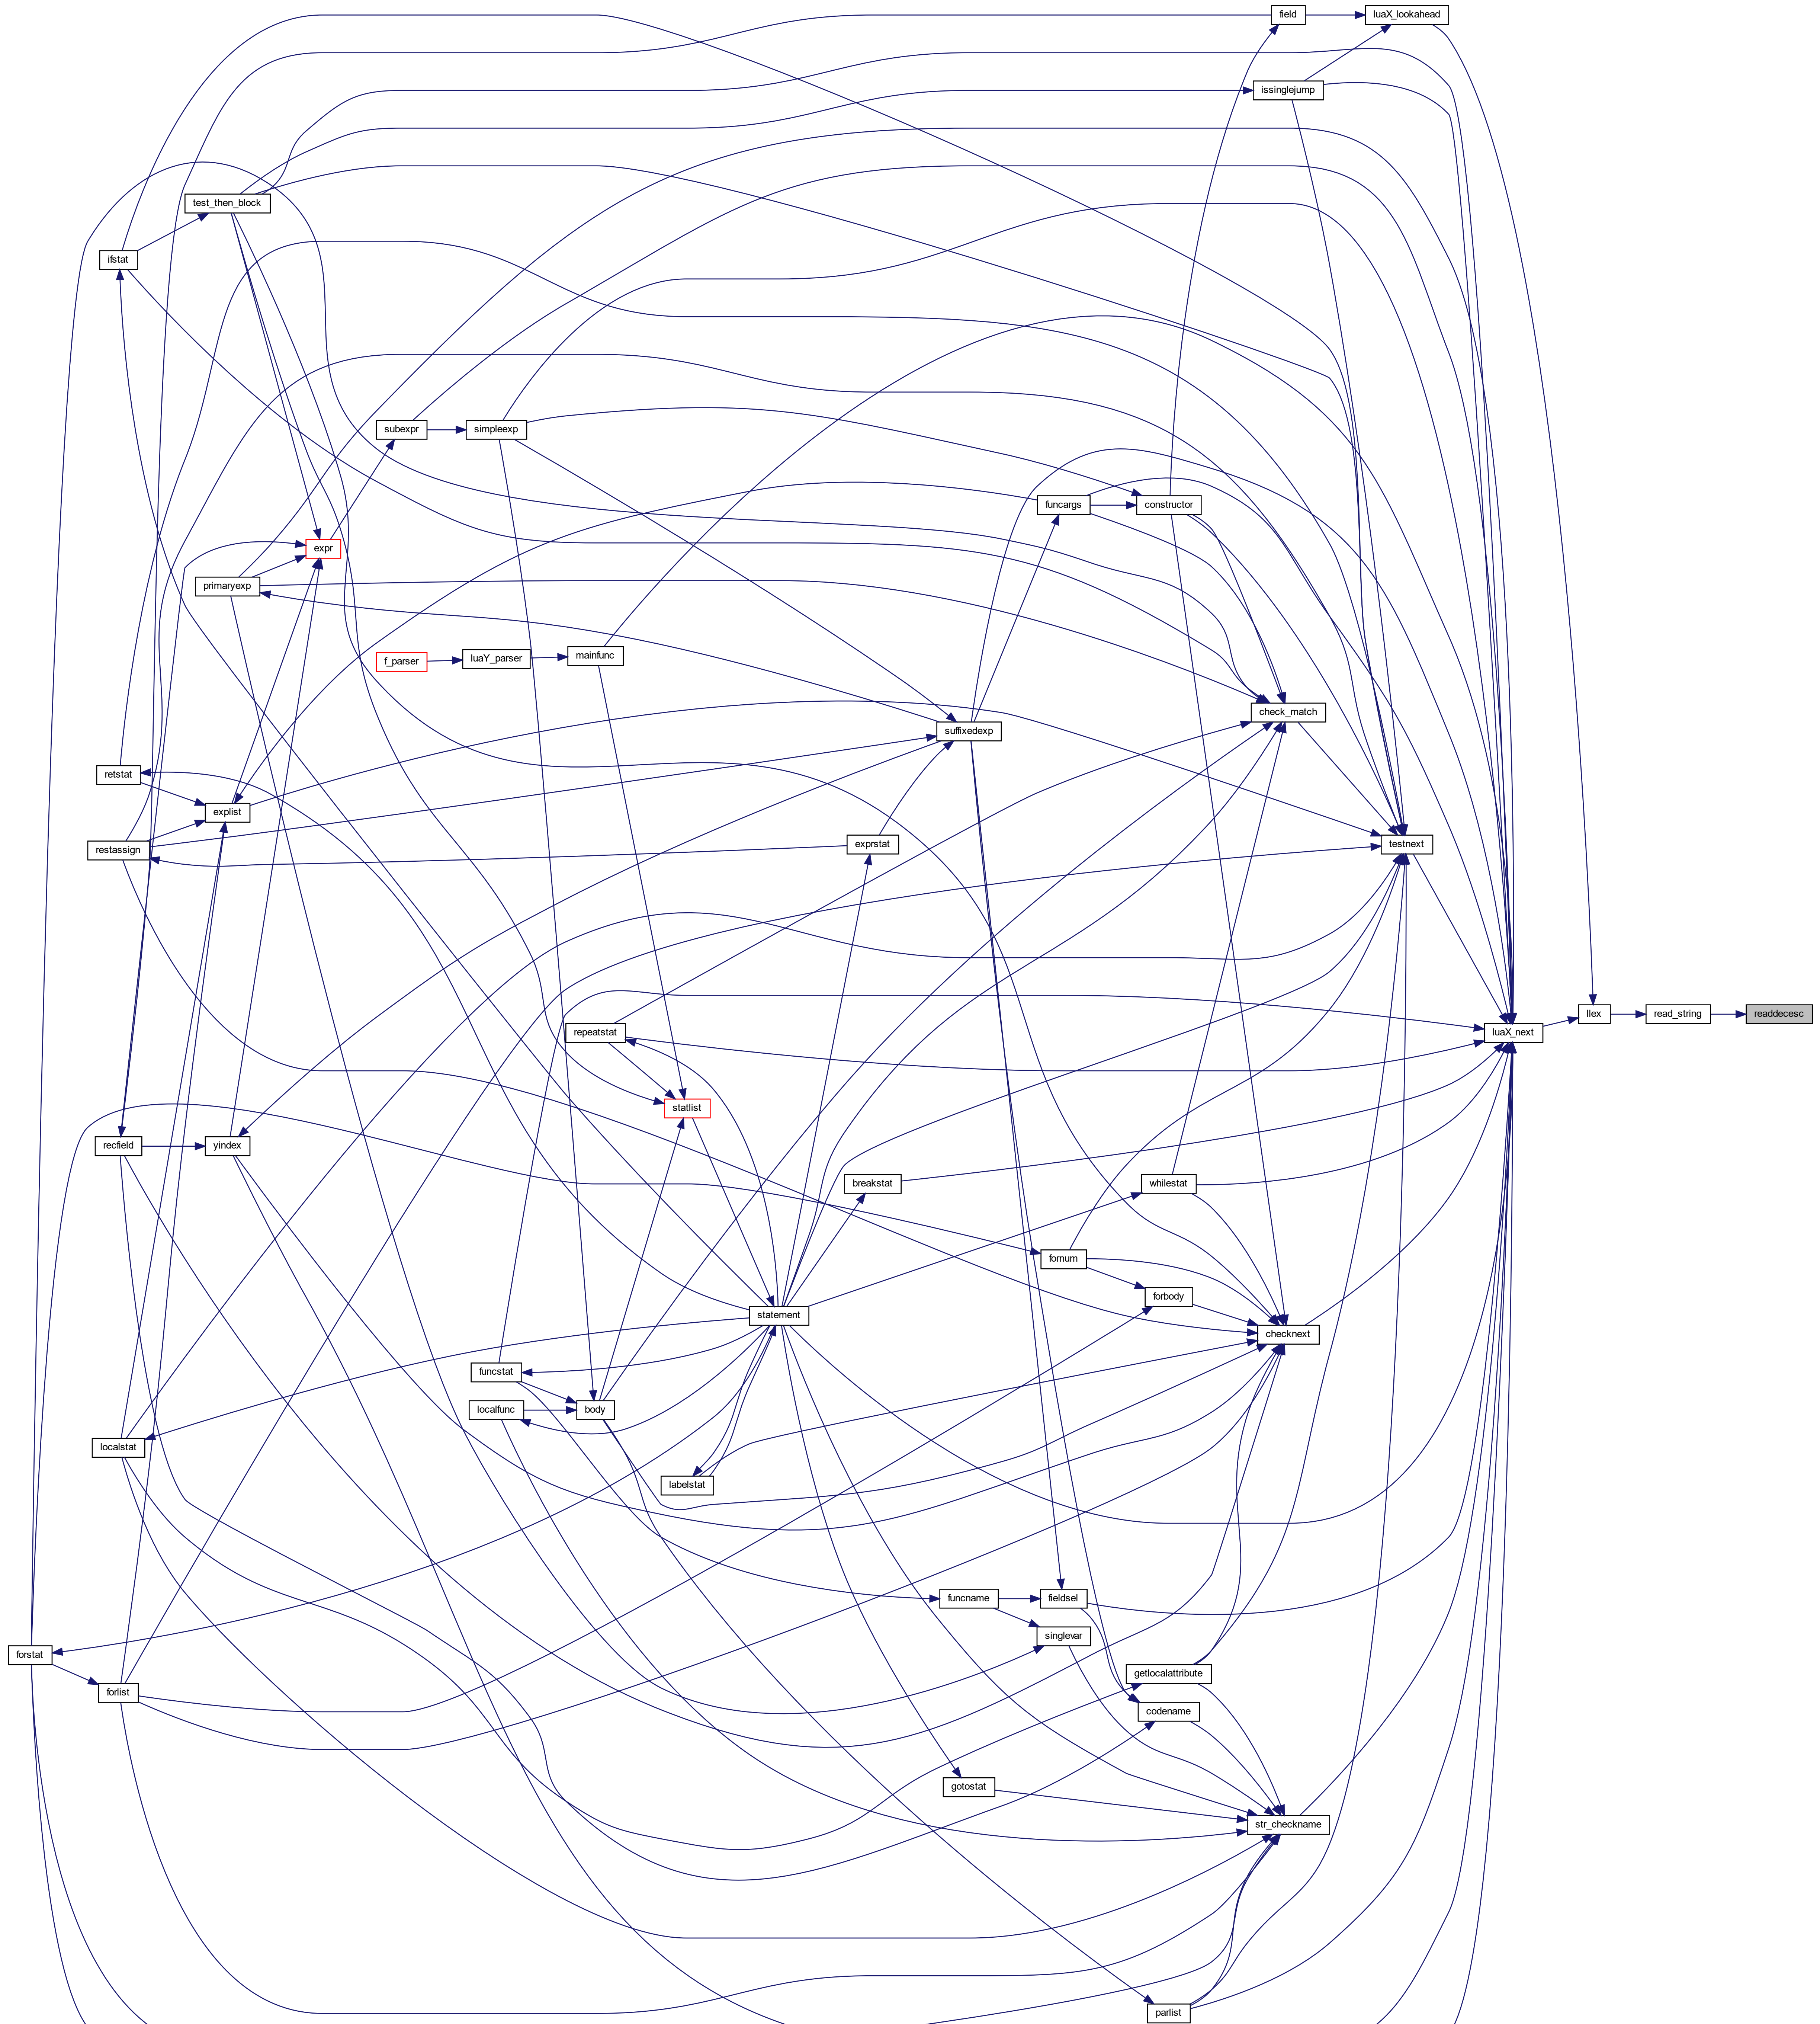 field
luaX_lookahead
issinglejump
test_then_block
ifstat
subexpr
simpleexp
funcargs
constructor
expr
primaryexp
f_parser
luaY_parser
mainfunc
check_match
suffixedexp
retstat
explist
restassign
exprstat
testnext
repeatstat
luaX_next
llex
read_string
readdecesc
statlist
recfield
yindex
breakstat
whilestat
fornum
forbody
statement
checknext
funcstat
localfunc
body
localstat
labelstat
funcname
fieldsel
singlevar
forstat
getlocalattribute
forlist
codename
gotostat
str_checkname
parlist